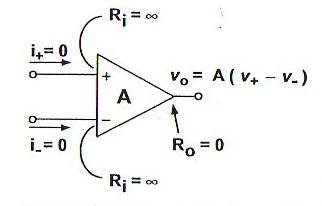 Rᵢ = ∞
i₊= 0
+
A
vₒ = A ( v₊ − v₋ )
−
i₋= 0
Rₒ = 0
Rᵢ = ∞